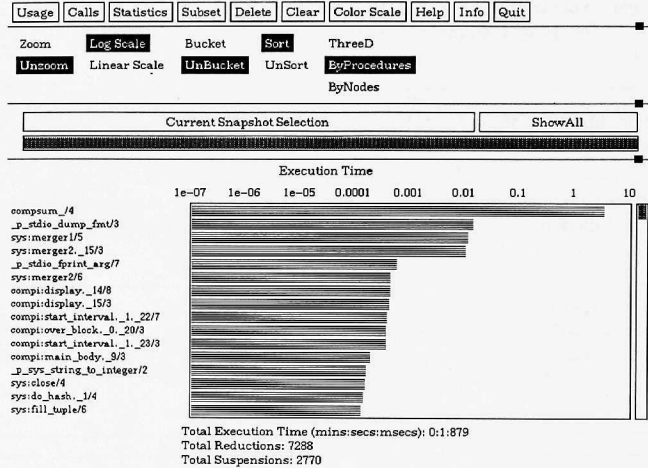 Usage Calls Statistics Subset Delete Clear Color Scale Help Info Quit
Zoom Log Scale Bucket Sort ThreeD
Unzoom Linear Scale UnBucket UnSort ByProcedures
ByNodes
Current Snapshot Selection ShowAll
Execution Time
1e-07 1e-06 1e-05 0.0001 0.001 0.01 0.1 1 10
compsum_/4
_p_stdio_dump_fmt/3
sys:merger1/5
sys:merger2._15/3
_p_stdio_fprint_arg/7
sys:merger2/6
compi:display._14/8
compi:display._15/3
compi:start_interval._1._22/7
compi:over_block._0._20/3
compi:start_interval._1._23/3
compi:main_body._9/3
_p_sys_string_to_integer/2
sys:close/4
sys:do_hash._1/4
sys:fill_tuple/6
Total Execution Time (mins:secs:msecs): 0:1:879
Total Reductions: 7288
Total Suspensions: 2770